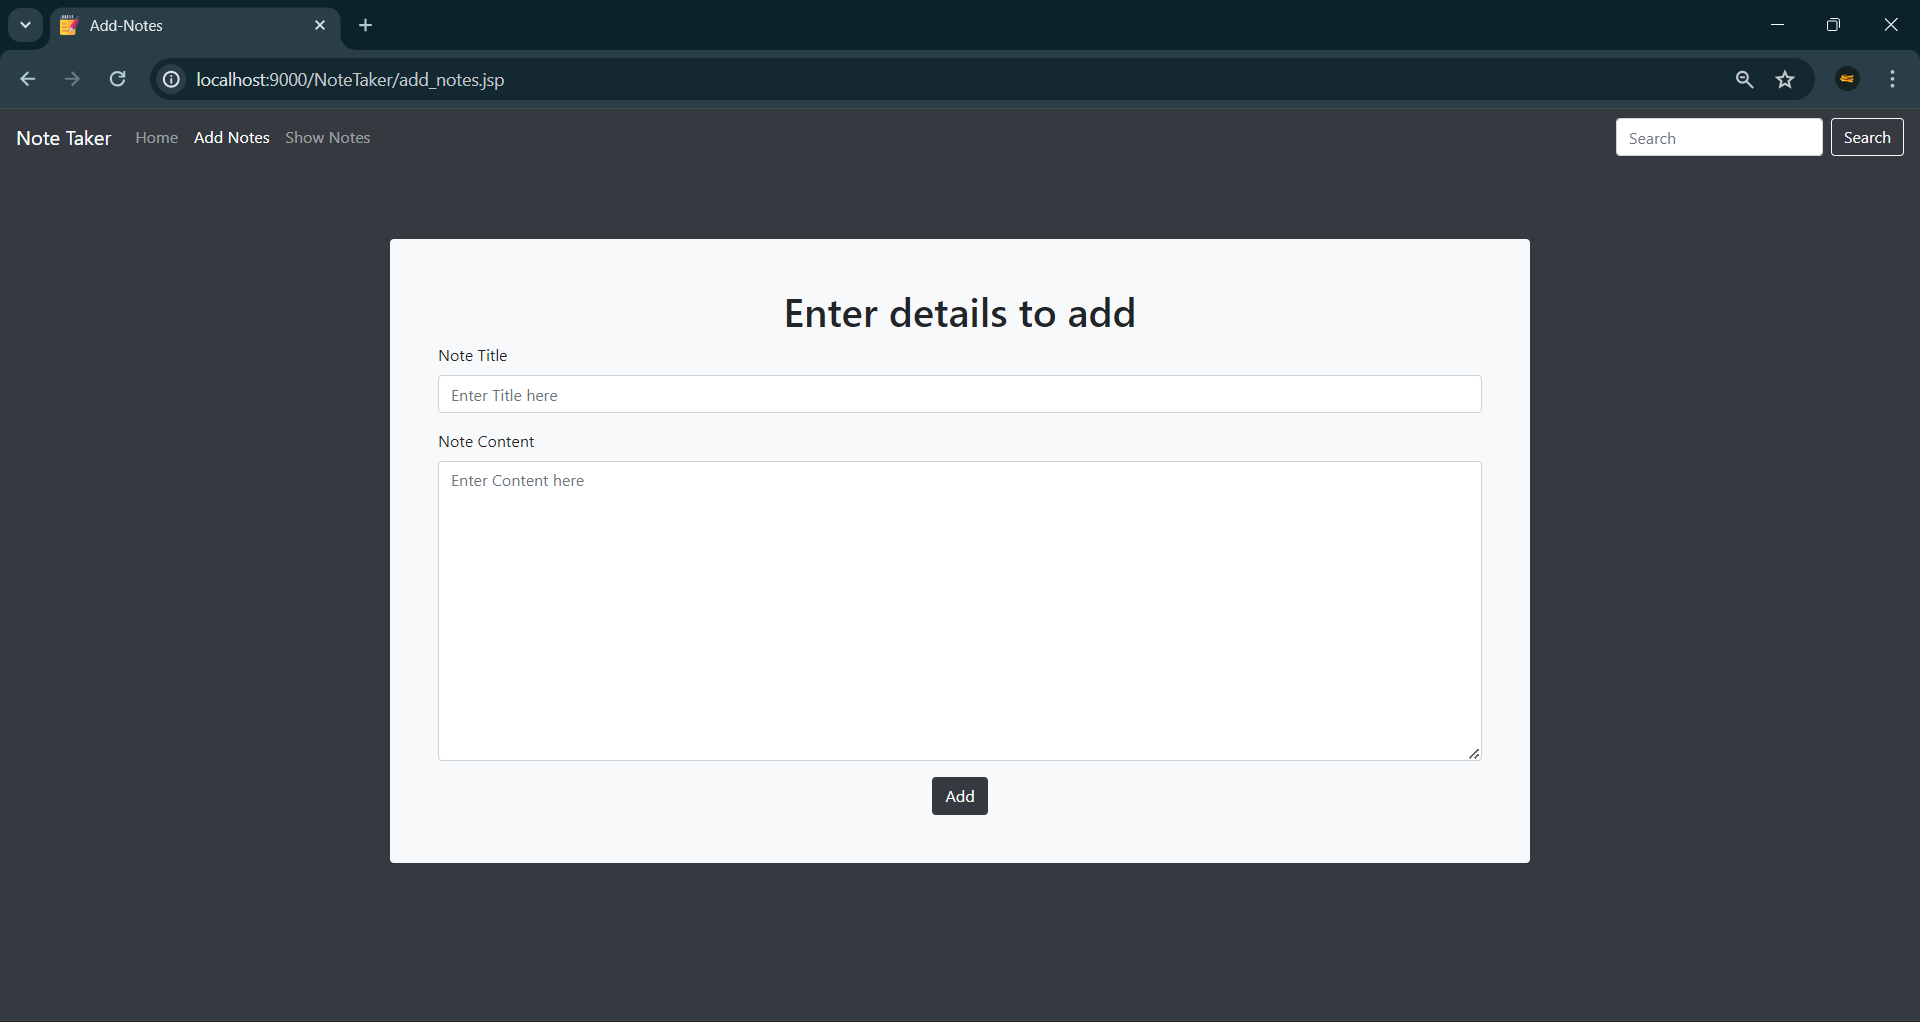 Add-Notes
localhost:9000/NoteTaker/add_notes.jsp
Note Taker Home Add Notes Show Notes Search Search
Enter details to add
Note Title
Enter Title here
Note Content
Enter Content here
Add